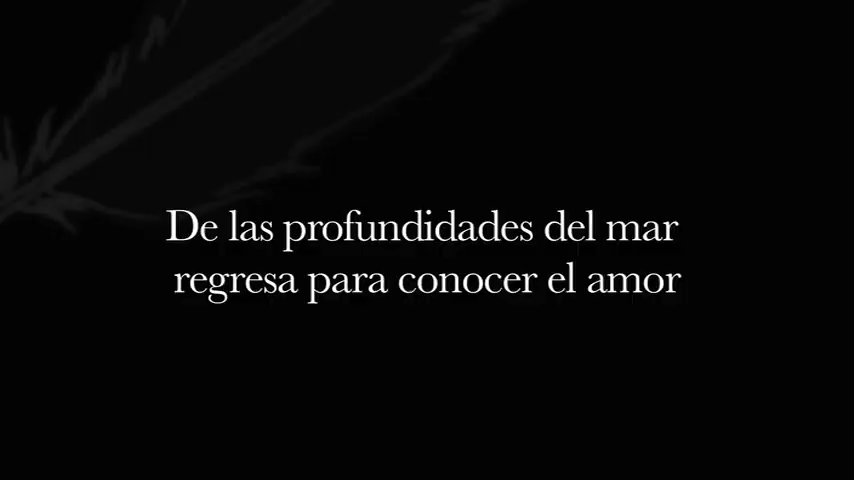 De las profundidades del mar
regresa para conocer el amor